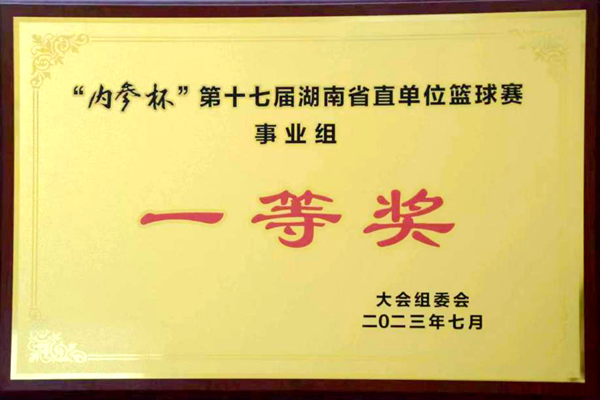 “内参杯”第十七届湖南省直单位篮球赛
事业组
一等奖
大会组委会
二〇二三年七月